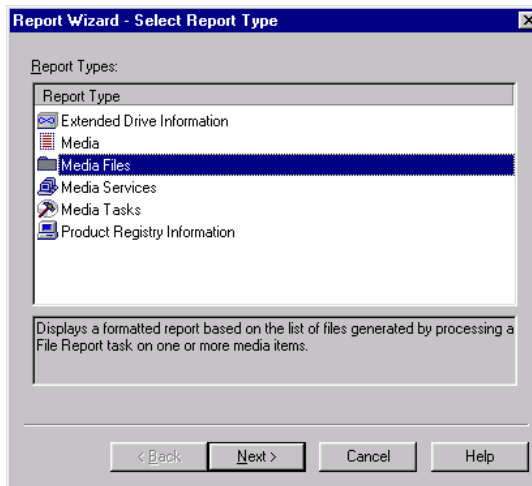 Report Wizard - Select Report Type
Report Types:
Report Type
Extended Drive Information
Media
Media Files
Media Services
Media Tasks
Product Registry Information
Displays a formatted report based on the list of files generated by processing a
File Report task on one or more media items.
< Back
Next >
Cancel
Help